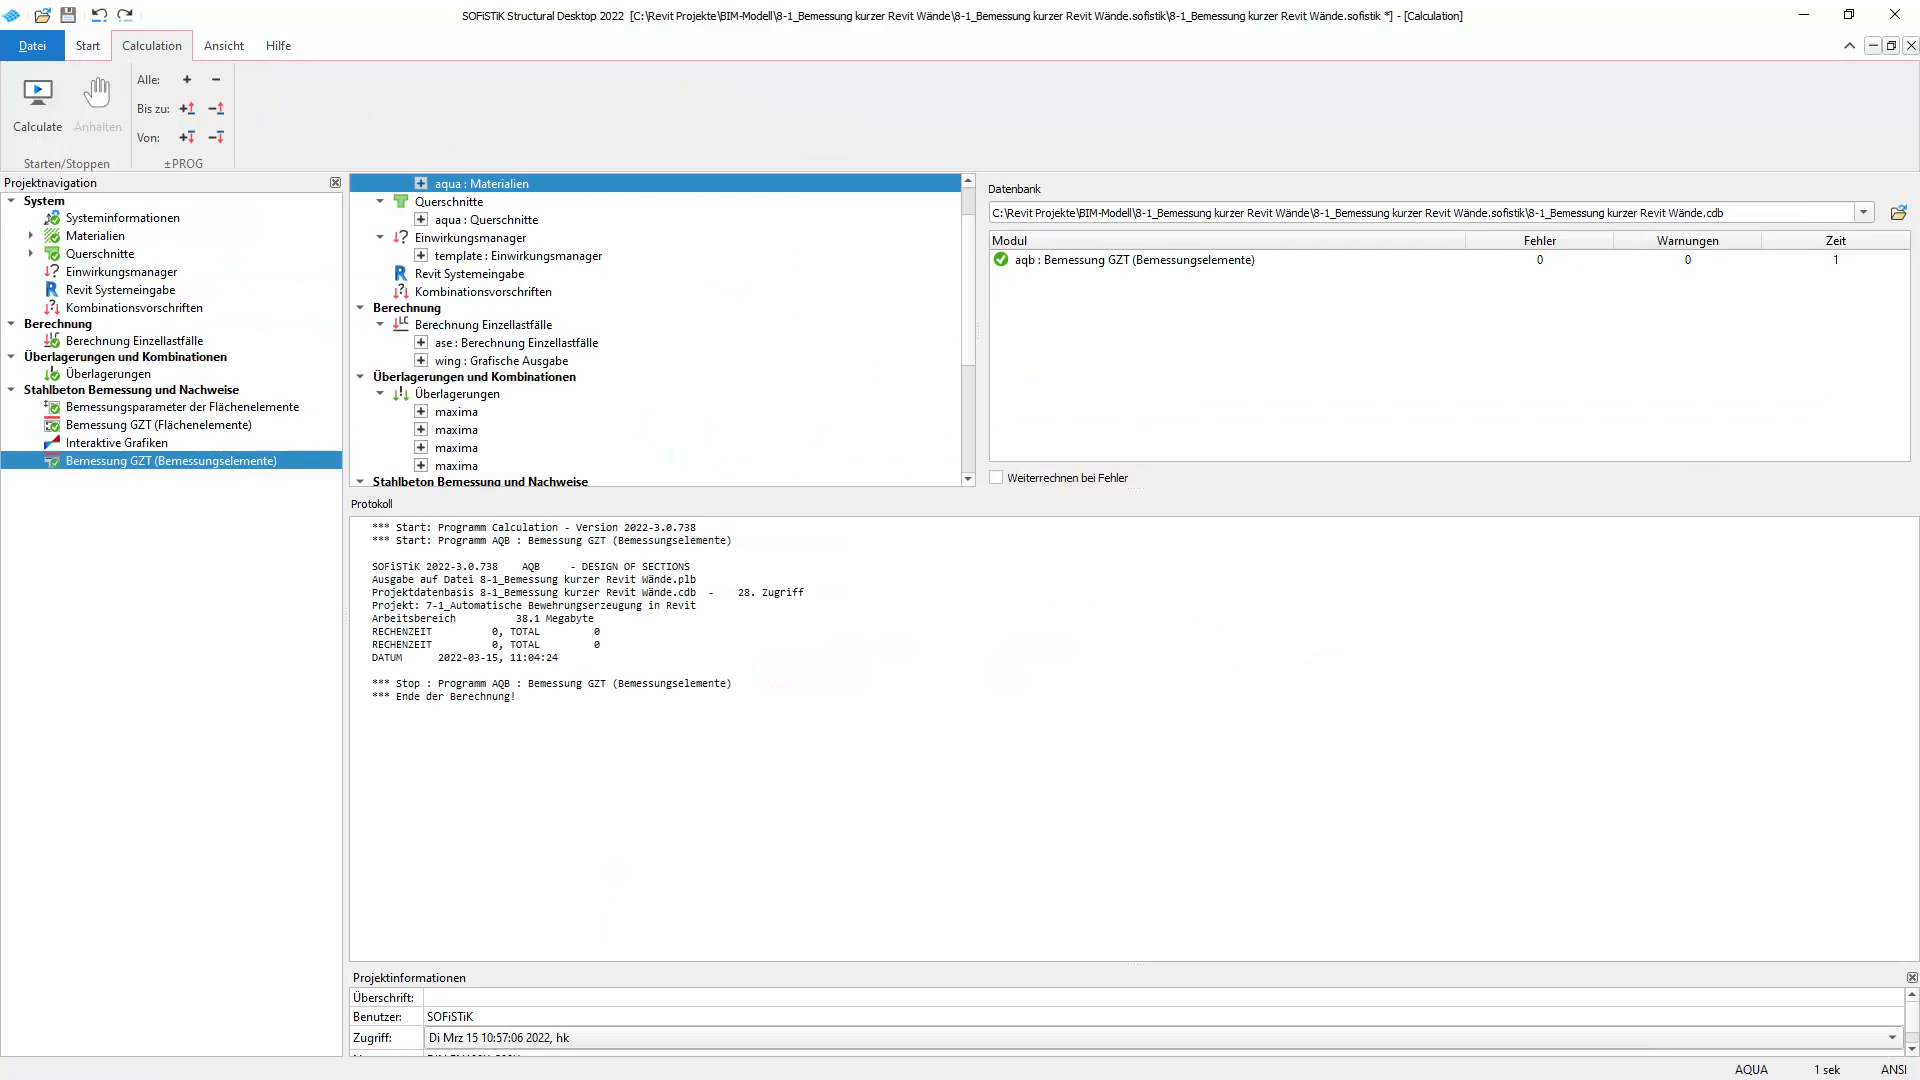 SOFiSTiK Structural Desktop 2022 [C:\Revit Projekte\BIM-Modell\8-1_Bemessung kurzer Revit Wände\8-1_Bemessung kurzer Revit Wände.sofistik\8-1_Bemessung kurzer Revit Wände.sofistik *] - [Calculation]
Datei Start Calculation Ansicht Hilfe
Alle: + −
Bis zu:
Calculate Anhalten
Von:
Starten/Stoppen ±PROG
Projektnavigation
System
Systeminformationen
Materialien
Querschnitte
Einwirkungsmanager
Revit Systemeingabe
Kombinationsvorschriften
Berechnung
Berechnung Einzellastfälle
Überlagerungen und Kombinationen
Überlagerungen
Stahlbeton Bemessung und Nachweise
Bemessungsparameter der Flächenelemente
Bemessung GZT (Flächenelemente)
Interaktive Grafiken
Bemessung GZT (Bemessungselemente)
aqua : Materialien
Querschnitte
aqua : Querschnitte
Einwirkungsmanager
template : Einwirkungsmanager
Revit Systemeingabe
Kombinationsvorschriften
Berechnung
Berechnung Einzellastfälle
ase : Berechnung Einzellastfälle
wing : Grafische Ausgabe
Überlagerungen und Kombinationen
Überlagerungen
maxima
maxima
maxima
maxima
Stahlbeton Bemessung und Nachweise
Datenbank
C:\Revit Projekte\BIM-Modell\8-1_Bemessung kurzer Revit Wände\8-1_Bemessung kurzer Revit Wände.sofistik\8-1_Bemessung kurzer Revit Wände.cdb
Modul Fehler Warnungen Zeit
aqb : Bemessung GZT (Bemessungselemente) 0 0 1
Weiterrechnen bei Fehler
Protokoll
*** Start: Programm Calculation - Version 2022-3.0.738
*** Start: Programm AQB : Bemessung GZT (Bemessungselemente)
SOFiSTiK 2022-3.0.738 AQB - DESIGN OF SECTIONS
Ausgabe auf Datei 8-1_Bemessung kurzer Revit Wände.plb
Projektdatenbasis 8-1_Bemessung kurzer Revit Wände.cdb - 28. Zugriff
Projekt: 7-1_Automatische Bewehrungserzeugung in Revit
Arbeitsbereich 38.1 Megabyte
RECHENZEIT 0, TOTAL 0
RECHENZEIT 0, TOTAL 0
DATUM 2022-03-15, 11:04:24
*** Stop : Programm AQB : Bemessung GZT (Bemessungselemente)
*** Ende der Berechnung!
Projektinformationen
Überschrift:
Benutzer: SOFiSTiK
Zugriff: Di Mrz 15 10:57:06 2022, hk
AQUA 1 sek ANSI